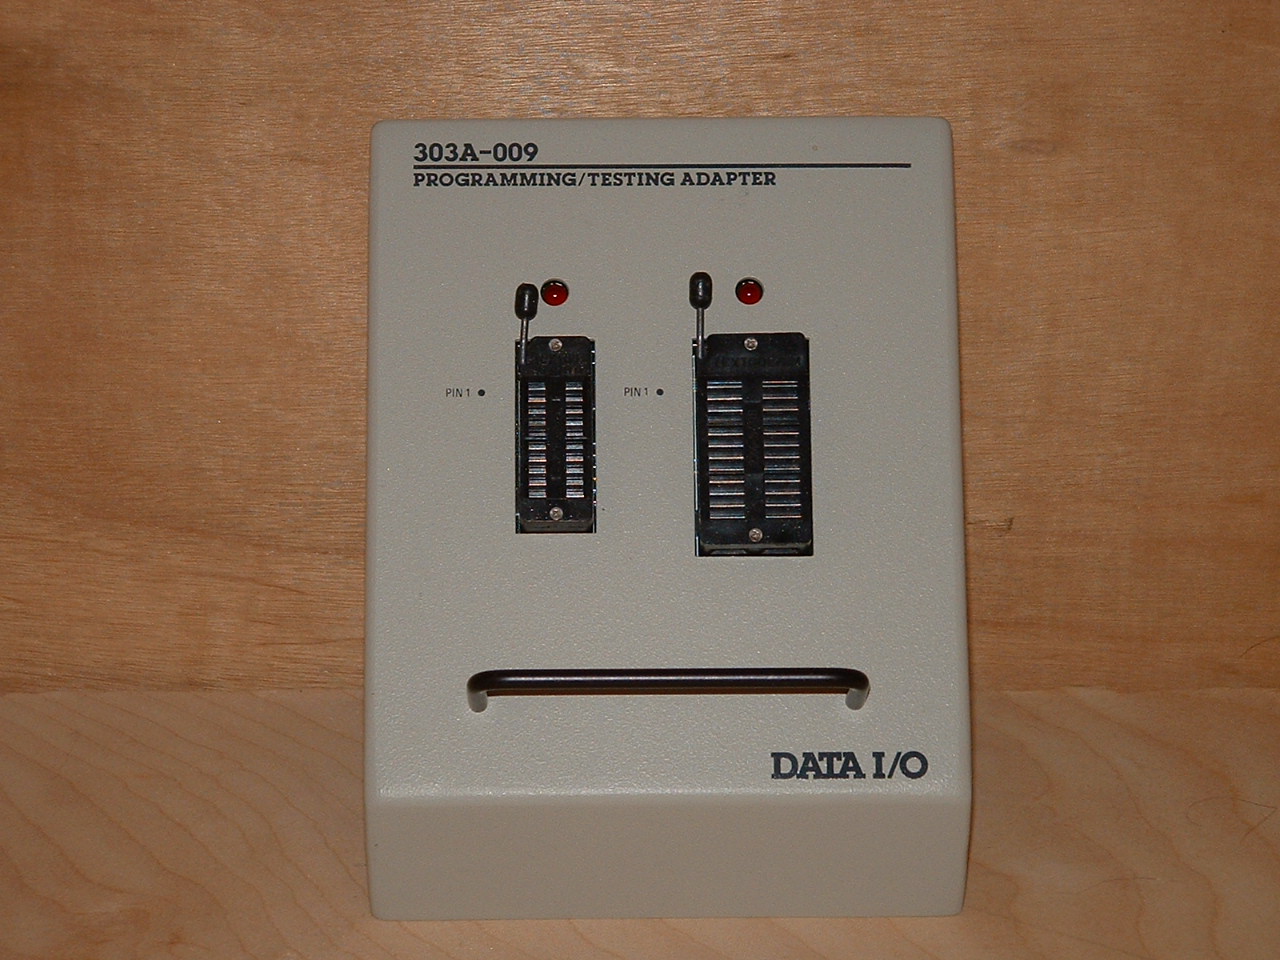 303A-009
PROGRAMMING/TESTING ADAPTER
PIN 1
PIN 1
DATA I/O